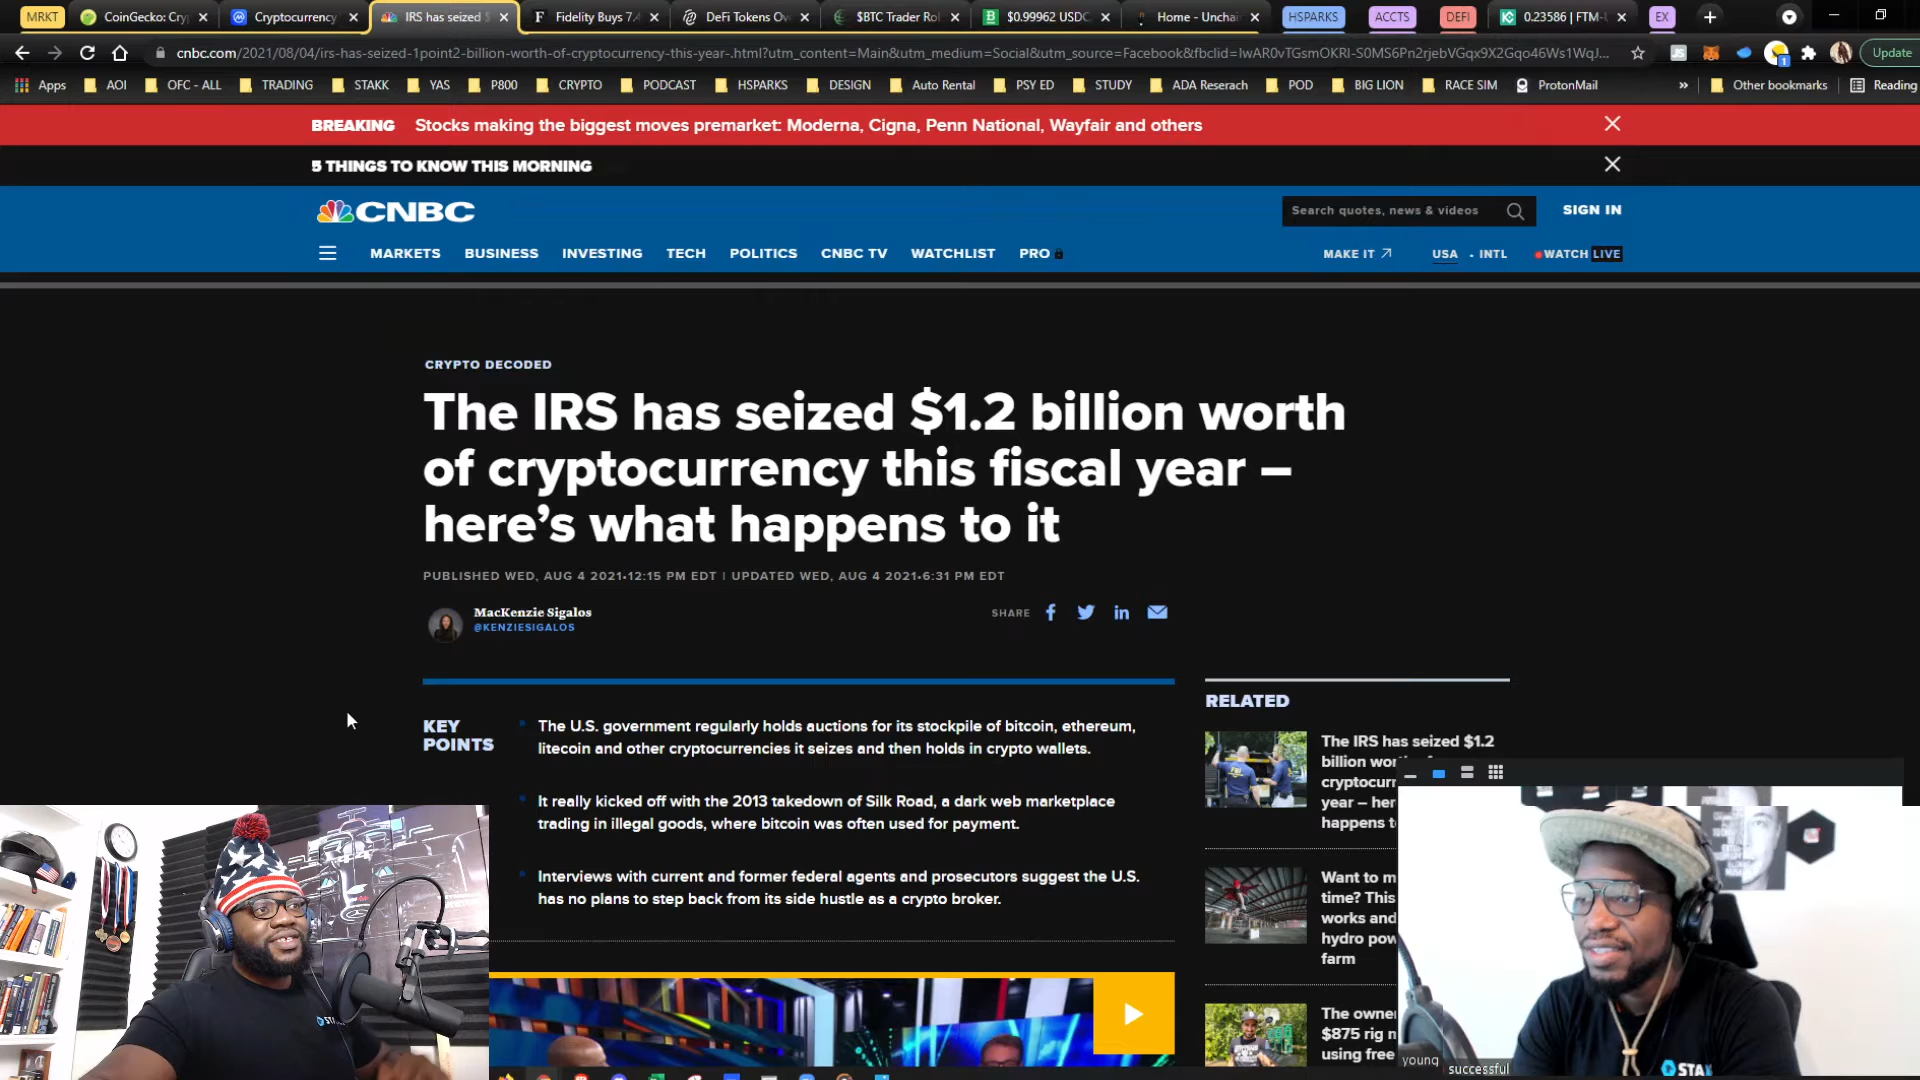 MRKT CoinGecko: Cry Cryptocurrency IRS has seized $ Fidelity Buys 7.4 DeFi Tokens Ov $BTC Trader Rol $0.99962 USDC Home - Unchai HSPARKS ACCTS DEFI 0.23586 | FTM- EX
cnbc.com/2021/08/04/irs-has-seized-1point2-billion-worth-of-cryptocurrency-this-year-.html?utm_content=Main&utm_medium=Social&utm_source=Facebook&fbclid=IwAR0vTGsmOKRI-S0MS6Pn2rjebVGqx9X2Gqo46Ws1WqJ... Update
Apps AOI OFC - ALL TRADING STAKK YAS P800 CRYPTO PODCAST HSPARKS DESIGN Auto Rental PSY ED STUDY ADA Reserach POD BIG LION RACE SIM ProtonMail » Other bookmarks Reading
BREAKING Stocks making the biggest moves premarket: Moderna, Cigna, Penn National, Wayfair and others
5 THINGS TO KNOW THIS MORNING
CNBC Search quotes, news & videos SIGN IN
MARKETS BUSINESS INVESTING TECH POLITICS CNBC TV WATCHLIST PRO MAKE IT USA • INTL WATCH LIVE
CRYPTO DECODED
The IRS has seized $1.2 billion worth
of cryptocurrency this fiscal year –
here’s what happens to it
PUBLISHED WED, AUG 4 2021•12:15 PM EDT | UPDATED WED, AUG 4 2021•6:31 PM EDT
MacKenzie Sigalos
@KENZIESIGALOS
SHARE
KEY
POINTS
The U.S. government regularly holds auctions for its stockpile of bitcoin, ethereum,
litecoin and other cryptocurrencies it seizes and then holds in crypto wallets.
It really kicked off with the 2013 takedown of Silk Road, a dark web marketplace
trading in illegal goods, where bitcoin was often used for payment.
Interviews with current and former federal agents and prosecutors suggest the U.S.
has no plans to step back from its side hustle as a crypto broker.
RELATED
The IRS has seized $1.2
billion wor
cryptocurr
year – her
happens t
Want to m
time? This
works and
hydro pow
farm
The owne
$875 rig m
using free
young
successful
STAK